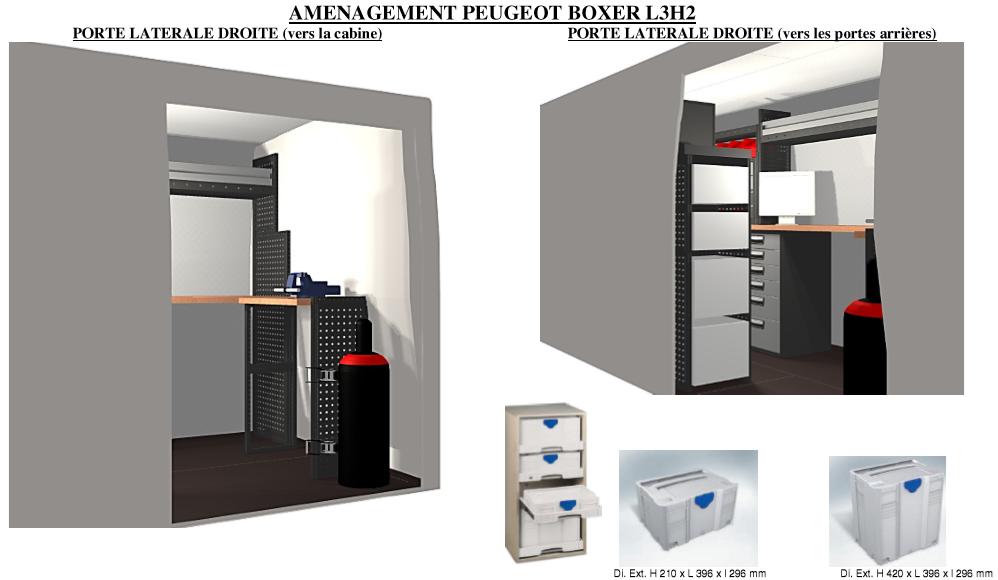 AMENAGEMENT PEUGEOT BOXER L3H2
PORTE LATERALE DROITE (vers la cabine)
PORTE LATERALE DROITE (vers les portes arrières)
Di. Ext. H 210 x L 396 x l 296 mm
Di. Ext. H 420 x L 396 x l 296 mm